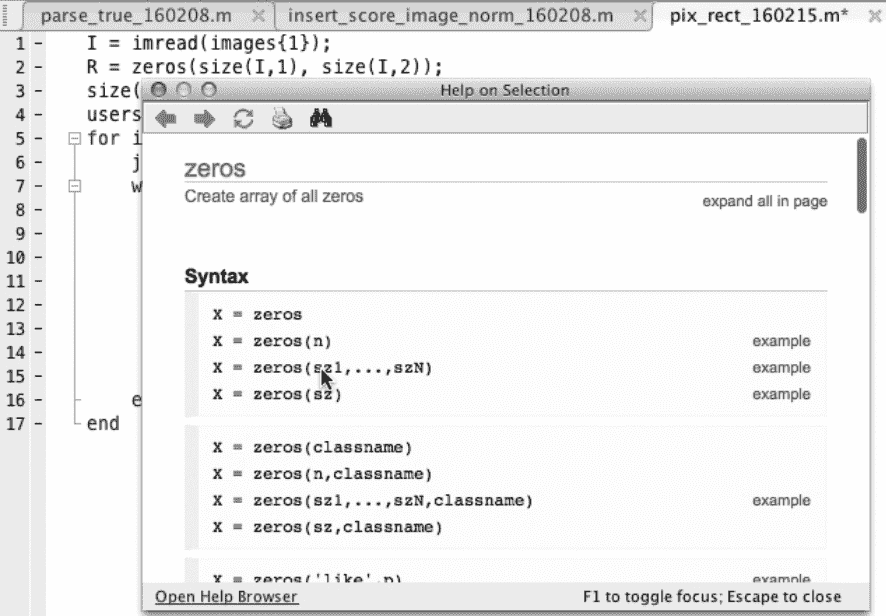 parse_true_160208.m
insert_score_image_norm_160208.m
pix_rect_160215.m*
1 - I = imread(images{1});
2 - R = zeros(size(I,1), size(I,2));
3 - size(
4 - users
5 - for i
6 - j
7 - w
8 -
9 -
10 -
11 -
12 -
13 -
14 -
15 -
16 - e
17 - end
Help on Selection
zeros
Create array of all zeros
expand all in page
Syntax
X = zeros
X = zeros(n) example
X = zeros(sz1,...,szN) example
X = zeros(sz) example
X = zeros(classname)
X = zeros(n,classname)
X = zeros(sz1,...,szN,classname) example
X = zeros(sz,classname)
X = zeros('like',p) example
Open Help Browser
F1 to toggle focus; Escape to close